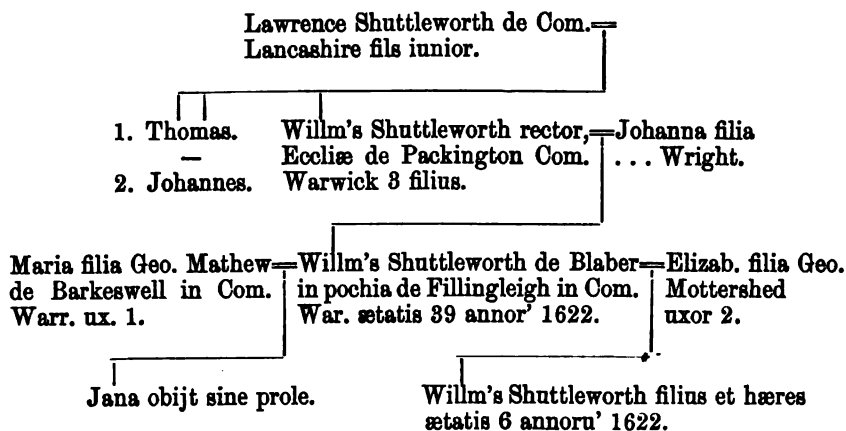 Lawrence Shuttleworth de Com.
Lancashire fils iunior.
1. Thomas.
2. Johannes.
Willm's Shuttleworth rector,
Eccliæ de Packington Com.
Warwick 3 filius.
Johanna filia
... Wright.
Maria filia Geo. Mathew
de Barkeswell in Com.
Warr. ux. 1.
Willm's Shuttleworth de Blaber
in pochia de Fillingleigh in Com.
War. ætatis 39 annor' 1622.
Elizab. filia Geo.
Mottershed
uxor 2.
Jana obijt sine prole.
Willm's Shuttleworth filius et hæres
ætatis 6 annoru' 1622.